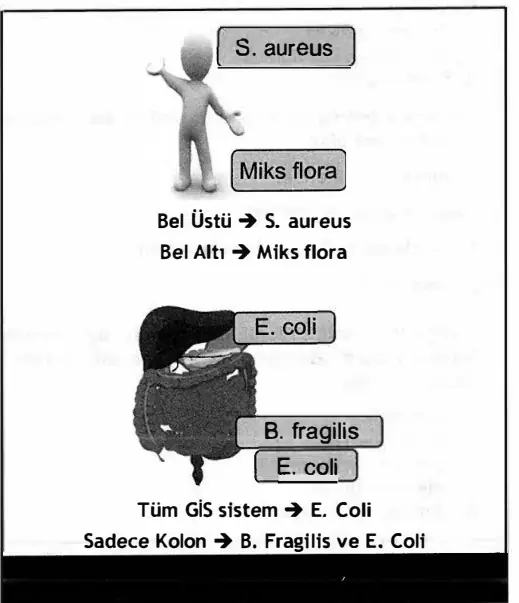 S. aureus
Miks flora
Bel Üstü → S. aureus
Bel Altı → Miks flora
E. coli
B. fragilis
E. coli
Tüm GİS sistem → E. Coli
Sadece Kolon → B. Fragilis ve E. Coli